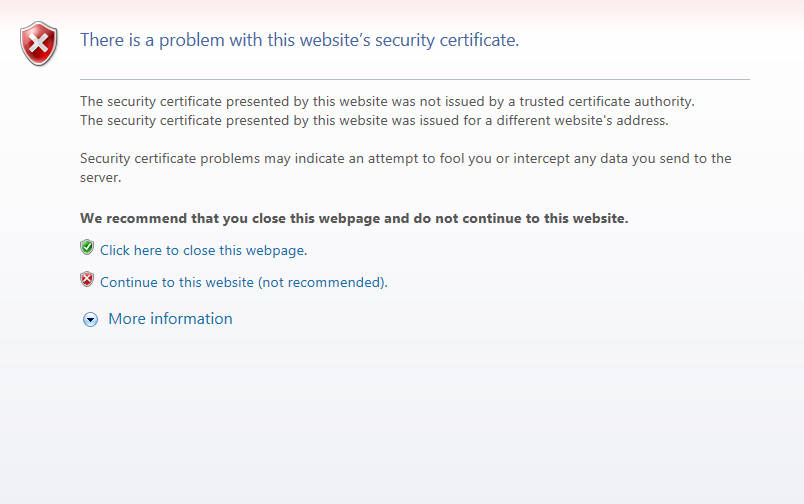 There is a problem with this website’s security certificate.
The security certificate presented by this website was not issued by a trusted certificate authority.
The security certificate presented by this website was issued for a different website's address.
Security certificate problems may indicate an attempt to fool you or intercept any data you send to the
server.
We recommend that you close this webpage and do not continue to this website.
Click here to close this webpage.
Continue to this website (not recommended).
More information